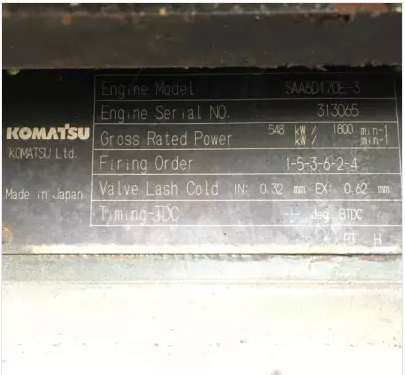 Engine Model SAA6D170E-3
Engine Serial NO. 313065
KOMATSU
KOMATSU Ltd.
Made in Japan
Gross Rated Power 548 kW / 1800 min-1
kW / min-1
Firing Order 1-5-3-6-2-4
Valve Lash Cold IN: 0.32 mm EX: 0.62 mm
Timing-TDC deg. BTDC
PT H